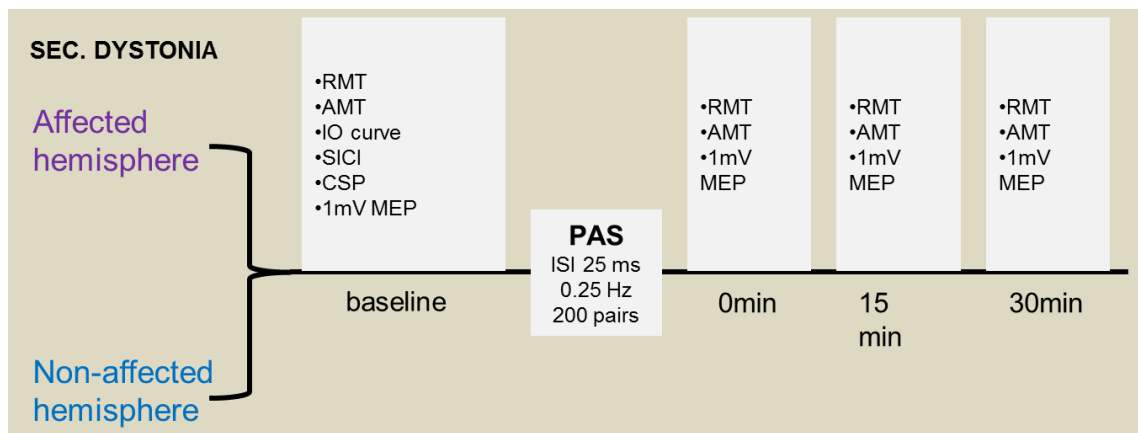 SEC. DYSTONIA
Affected
hemisphere
Non-affected
hemisphere
•RMT
•AMT
•IO curve
•SICI
•CSP
•1mV MEP
baseline
PAS
ISI 25 ms
0.25 Hz
200 pairs
•RMT
•AMT
•1mV
MEP
0min
•RMT
•AMT
•1mV
MEP
15
min
•RMT
•AMT
•1mV
MEP
30min